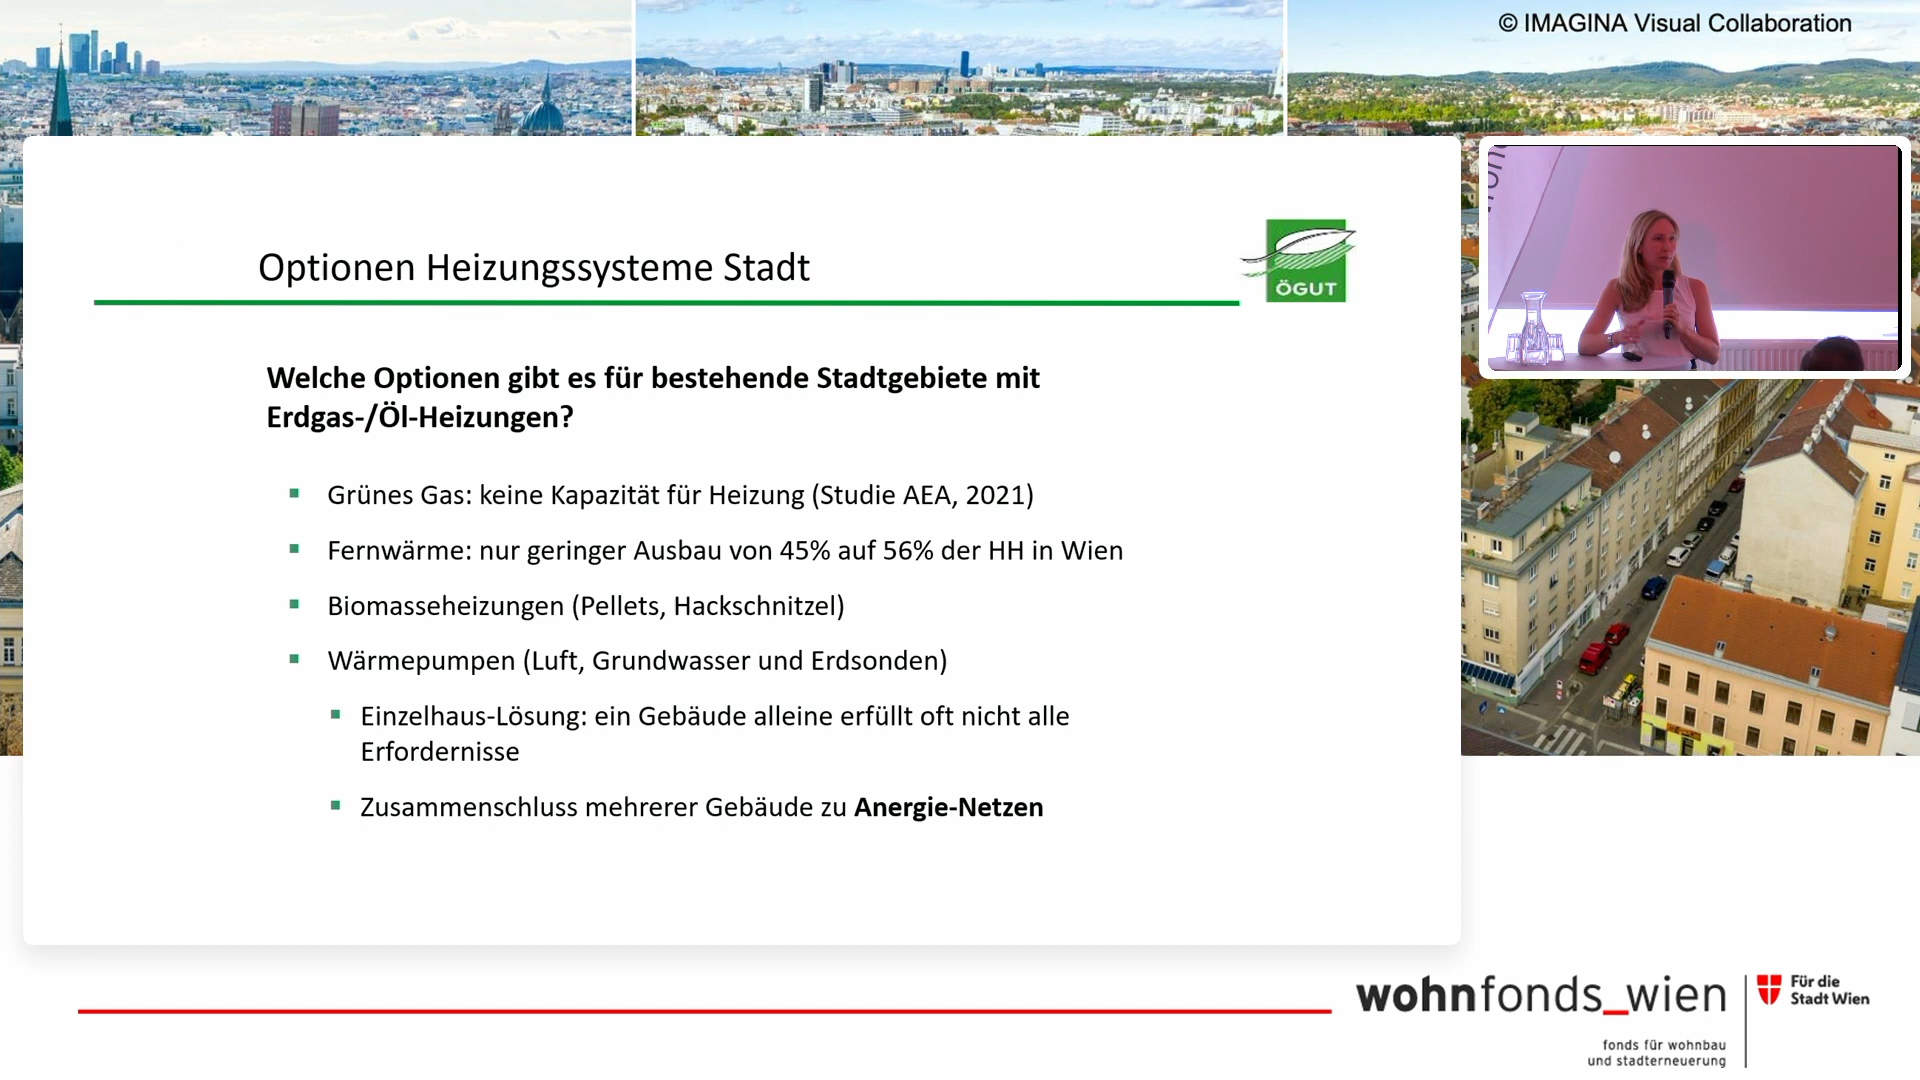 © IMAGINA Visual Collaboration
Optionen Heizungssysteme Stadt
ÖGUT
Welche Optionen gibt es für bestehende Stadtgebiete mit
Erdgas-/Öl-Heizungen?
Grünes Gas: keine Kapazität für Heizung (Studie AEA, 2021)
Fernwärme: nur geringer Ausbau von 45% auf 56% der HH in Wien
Biomasseheizungen (Pellets, Hackschnitzel)
Wärmepumpen (Luft, Grundwasser und Erdsonden)
Einzelhaus-Lösung: ein Gebäude alleine erfüllt oft nicht alle
Erfordernisse
Zusammenschluss mehrerer Gebäude zu Anergie-Netzen
wohnfonds_wien
fonds für wohnbau
und stadterneuerung
Für die
Stadt Wien